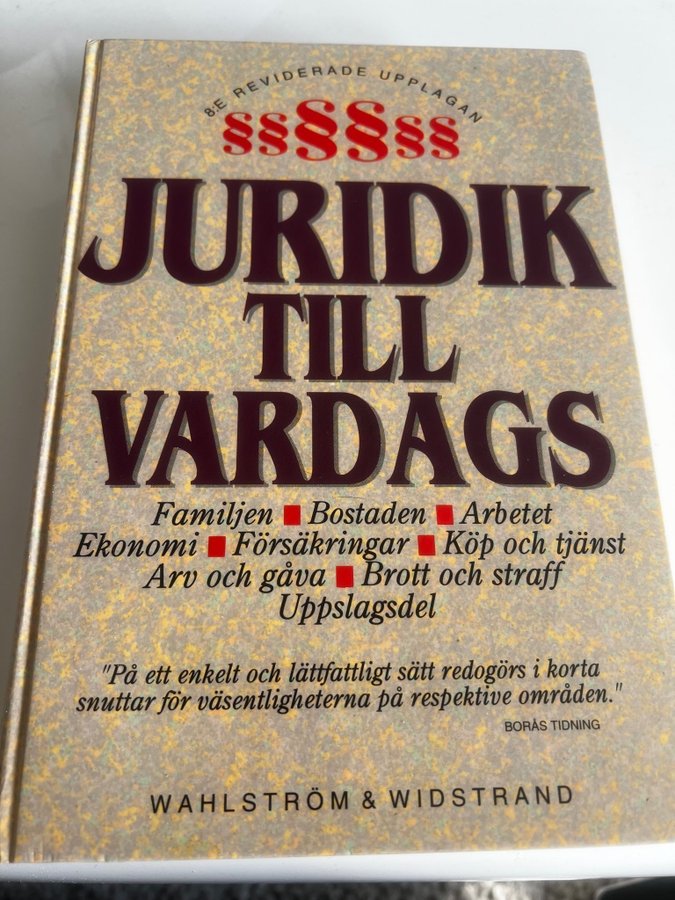 8:E REVIDERADE UPPLAGAN
§§§§§§
JURIDIK
TILL
VARDAGS
Familjen ■ Bostaden ■ Arbetet
Ekonomi ■ Försäkringar ■ Köp och tjänst
Arv och gåva ■ Brott och straff
Uppslagsdel
"På ett enkelt och lättfattligt sätt redogörs i korta
snuttar för väsentligheterna på respektive områden."
BORÅS TIDNING
WAHLSTRÖM & WIDSTRAND